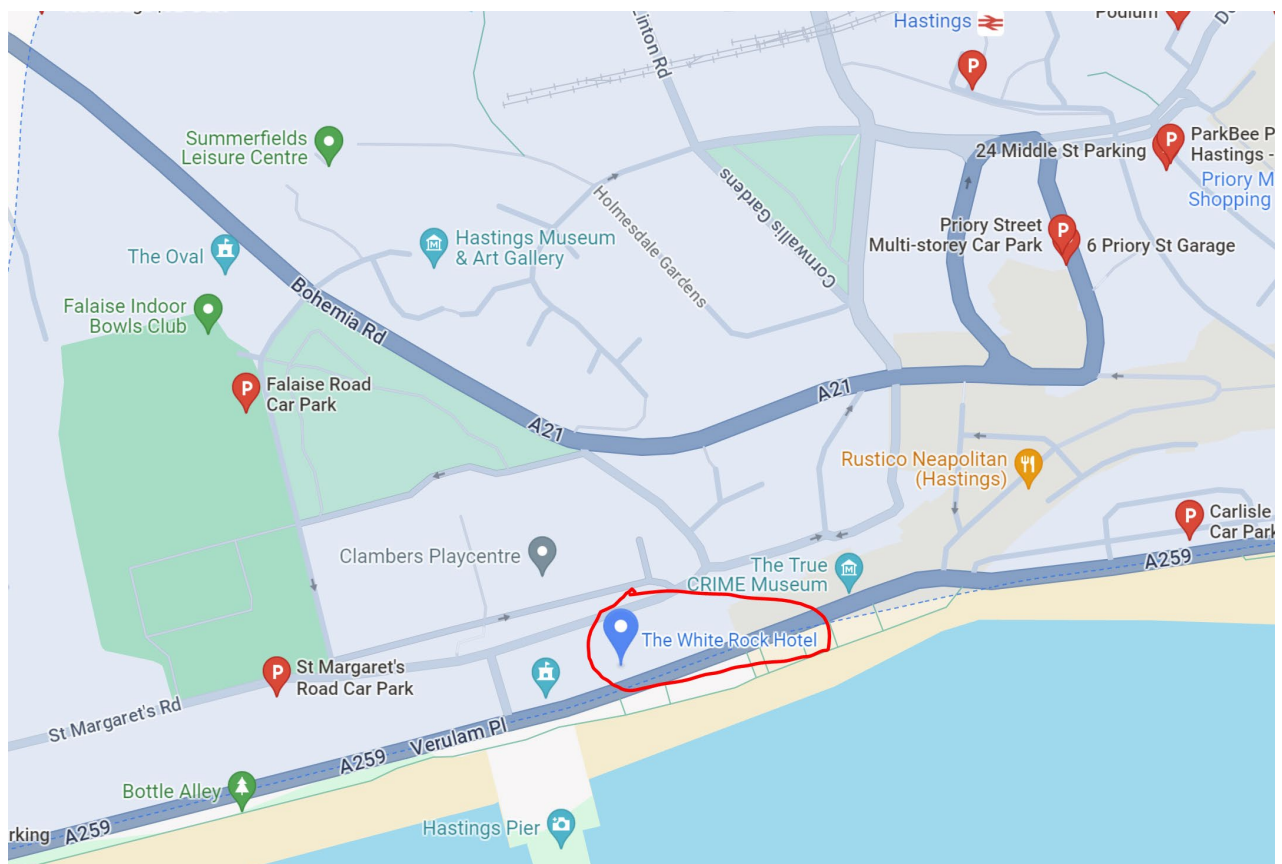 Hastings
Podium
Linton Rd
Summerfields
Leisure Centre
24 Middle St Parking
ParkBee P
Hastings -
Priory M
Shopping
Cornwallis Gardens
Holmesdale Gardens
Hastings Museum
& Art Gallery
The Oval
Priory Street
Multi-storey Car Park
6 Priory St Garage
Bohemia Rd
Falaise Indoor
Bowls Club
Falaise Road
Car Park
A21
A21
Rustico Neapolitan
(Hastings)
Carlisle
Car Park
Clambers Playcentre
The True
CRIME Museum
A259
The White Rock Hotel
St Margaret's
Road Car Park
St Margaret's Rd
Verulam Pl
A259
Bottle Alley
Hastings Pier
rking
A259
P
P
P
P
P
P